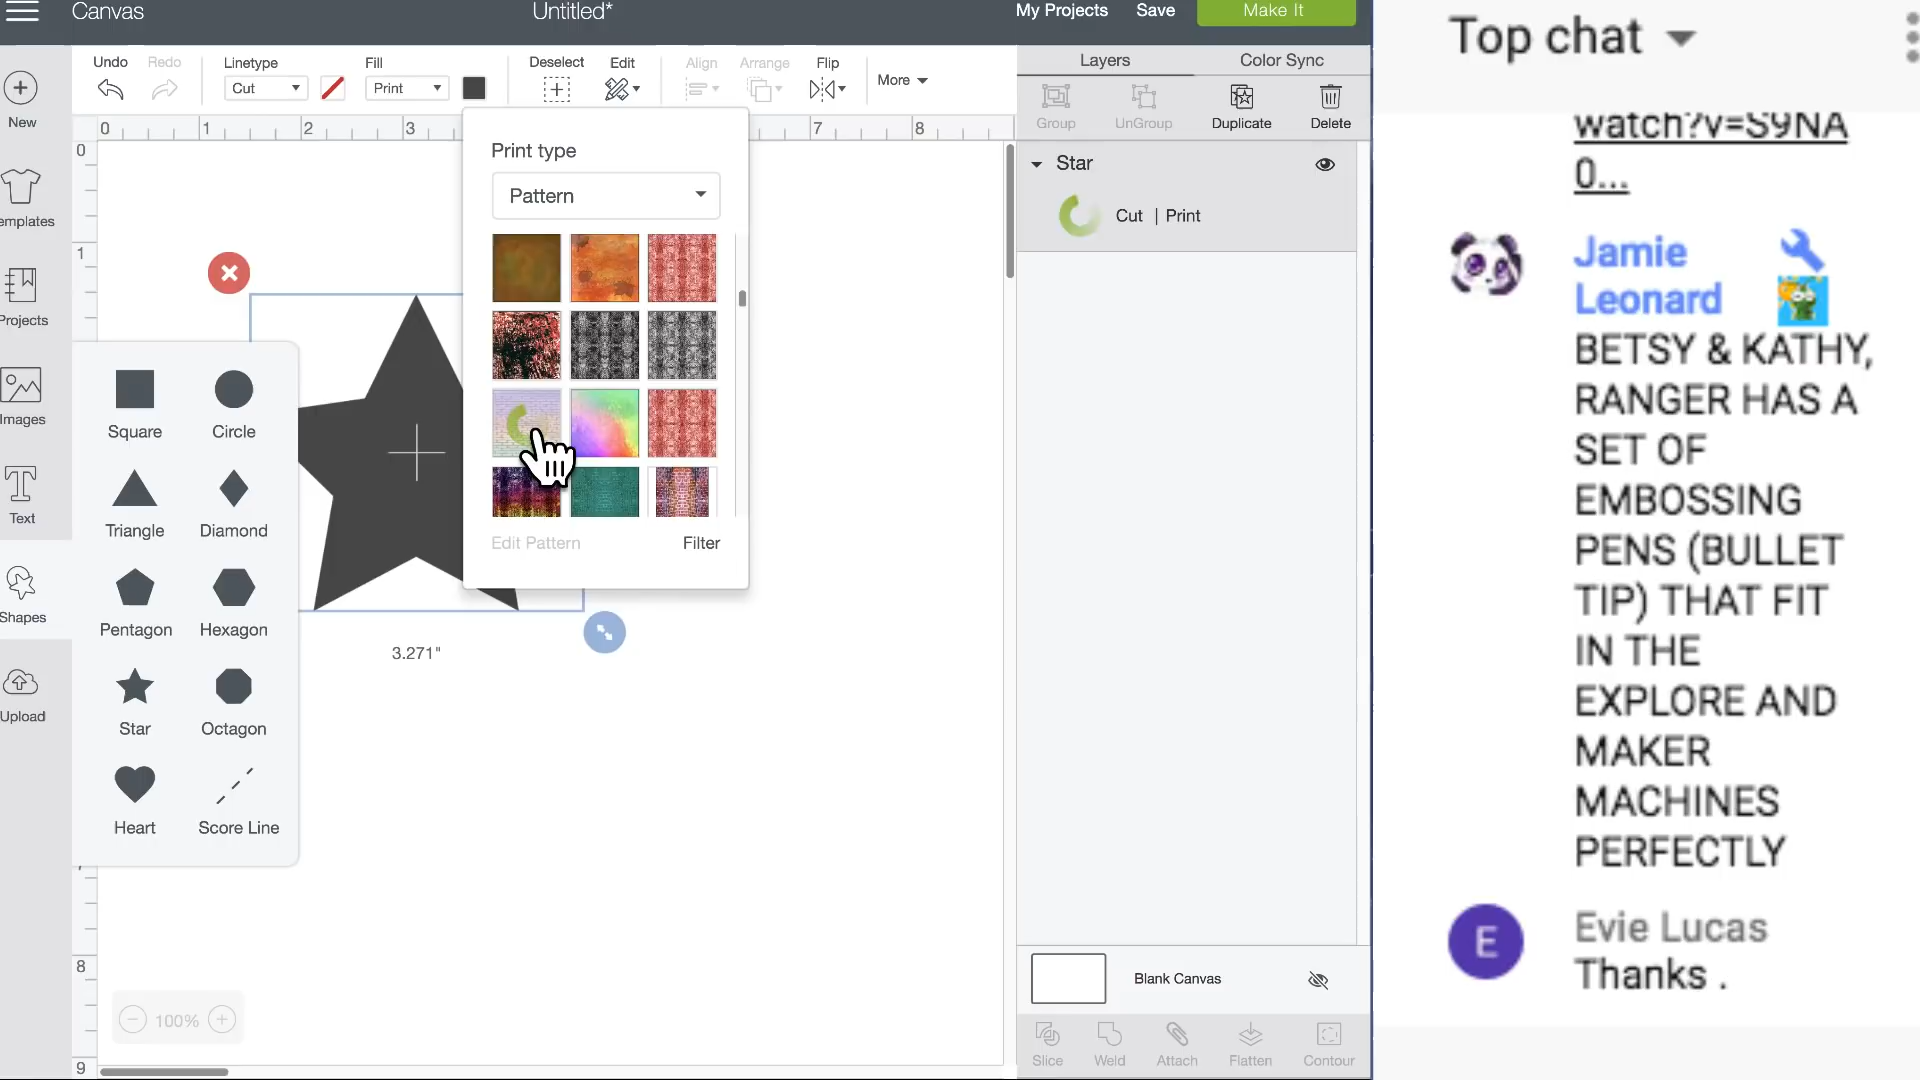 Canvas
Untitled*
My Projects
Save
Make It
Undo
Redo
Linetype
Cut
Fill
Print
Deselect
Edit
Align
Arrange
Flip
More
Layers
Color Sync
Group
UnGroup
Duplicate
Delete
New
emplates
Projects
Images
Text
Shapes
Upload
0
1
2
3
7
8
0
1
8
9
Print type
Pattern
Edit Pattern
Filter
Square
Circle
Triangle
Diamond
Pentagon
Hexagon
Star
Octagon
Heart
Score Line
3.271"
100%
Star
Cut | Print
Blank Canvas
Slice
Weld
Attach
Flatten
Contour
Top chat
watch?v=S9NA
0...
Jamie
Leonard
BETSY & KATHY,
RANGER HAS A
SET OF
EMBOSSING
PENS (BULLET
TIP) THAT FIT
IN THE
EXPLORE AND
MAKER
MACHINES
PERFECTLY
E
Evie Lucas
Thanks .